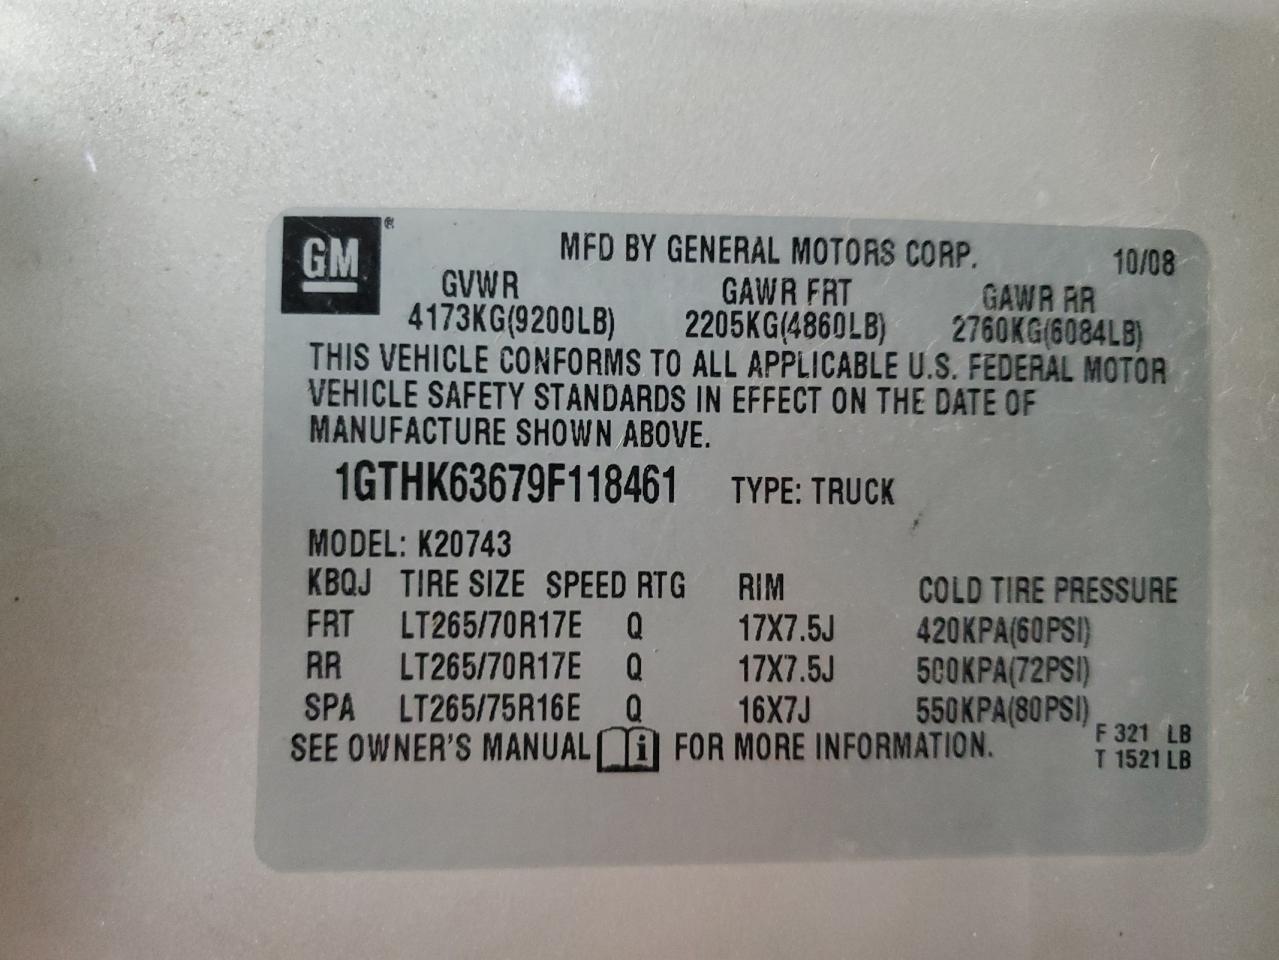 GM ®
MFD BY GENERAL MOTORS CORP. 10/08
GVWR GAWR FRT GAWR RR
4173KG(9200LB) 2205KG(4860LB) 2760KG(6084LB)
THIS VEHICLE CONFORMS TO ALL APPLICABLE U.S. FEDERAL MOTOR
VEHICLE SAFETY STANDARDS IN EFFECT ON THE DATE OF
MANUFACTURE SHOWN ABOVE.
1GTHK63679F118461 TYPE: TRUCK
MODEL: K20743
KBQJ TIRE SIZE SPEED RTG RIM COLD TIRE PRESSURE
FRT LT265/70R17E Q 17X7.5J 420KPA(60PSI)
RR LT265/70R17E Q 17X7.5J 500KPA(72PSI)
SPA LT265/75R16E Q 16X7J 550KPA(80PSI)
SEE OWNER'S MANUAL i FOR MORE INFORMATION.
F 321 LB
T 1521 LB